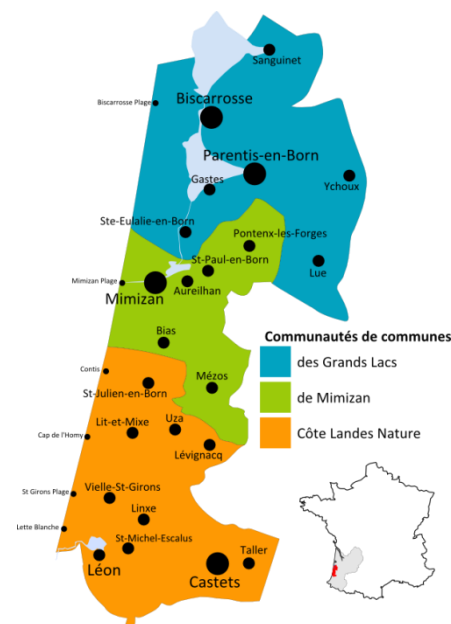 Sanguinet
Biscarrosse
Biscarrosse Plage
Parentis-en-Born
Gastes
Ychoux
Ste-Eulalie-en-Born
Pontenx-les-Forges
St-Paul-en-Born
Lue
Mimizan Plage
Mimizan
Aureilhan
Bias
Communautés de communes
des Grands Lacs
de Mimizan
Côte Landes Nature
Contis
Mézos
St-Julien-en-Born
Lit-et-Mixe
Uza
Cap de l'Homy
Lévignacq
Vielle-St-Girons
St Girons Plage
Linxe
Lette Blanche
St-Michel-Escalus
Taller
Léon
Castets